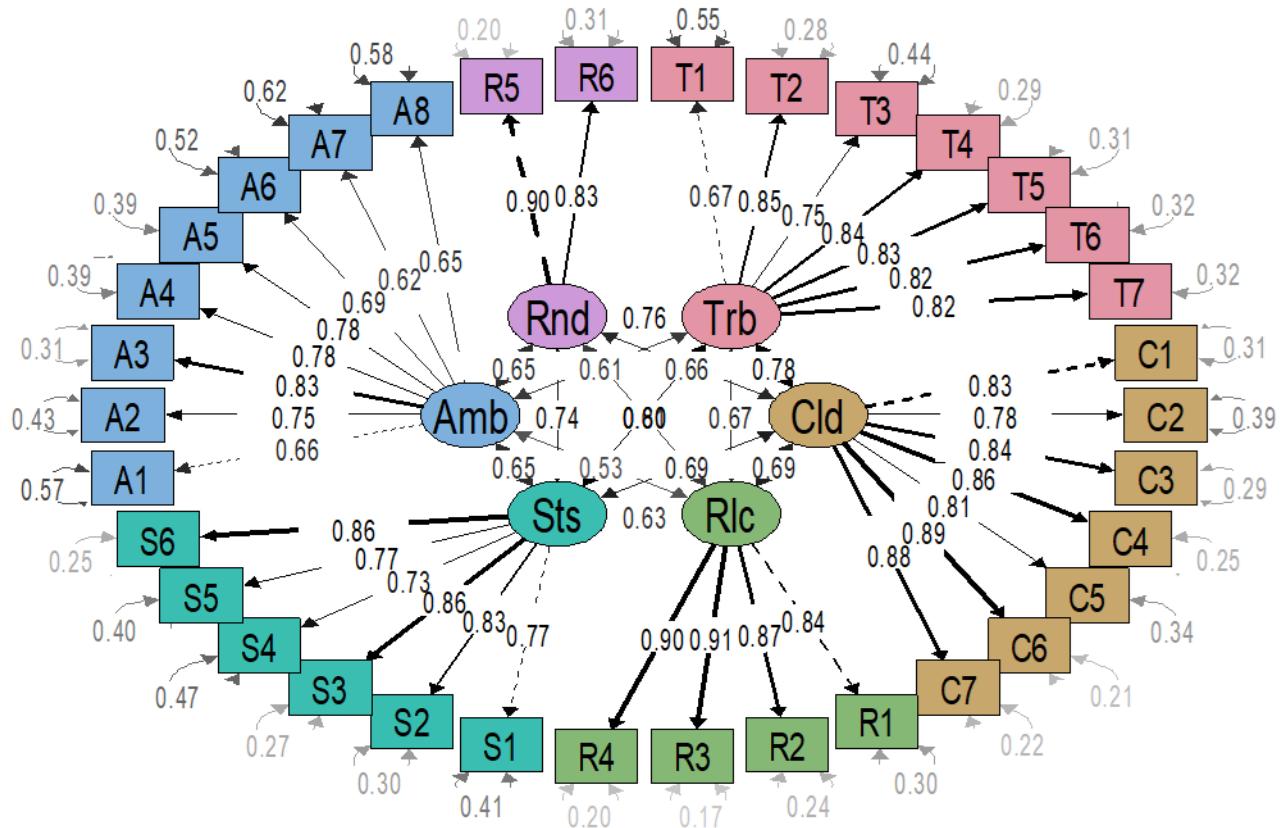 0.20 0.31 0.55 0.28
0.58 0.44
R5 R6 T1 T2
A8 T3
0.62 0.29
A7 T4
0.52 0.31
A6 T5
0.39 0.32
A5 T6
0.39 0.32
A4 T7
0.90 0.83 0.67 0.85 0.75
0.84
0.83
0.82
0.82
0.65
0.62
0.69
0.78
0.78
0.83
0.75
0.66
Rnd 0.76 Trb
0.31 A3 C1 0.31
0.65 0.61 0.66 0.78
0.83
0.43 A2 Amb 0.74 0.67 Cld C2 0.39
0.78
0.84
0.86
0.81
0.89
0.88
0.57 A1 C3 0.29
0.65 0.53 0.69 0.69
Sts 0.63 Rlc
0.25 S6 C4 0.25
0.86
0.77
0.73
0.86
0.83
0.77
0.90 0.91 0.87 0.84
0.40 S5 C5 0.34
0.47 S4 C6 0.21
0.27 S3 C7 0.22
0.30 S2 R1 0.30
S1 R4 R3 R2
0.41 0.20 0.17 0.24